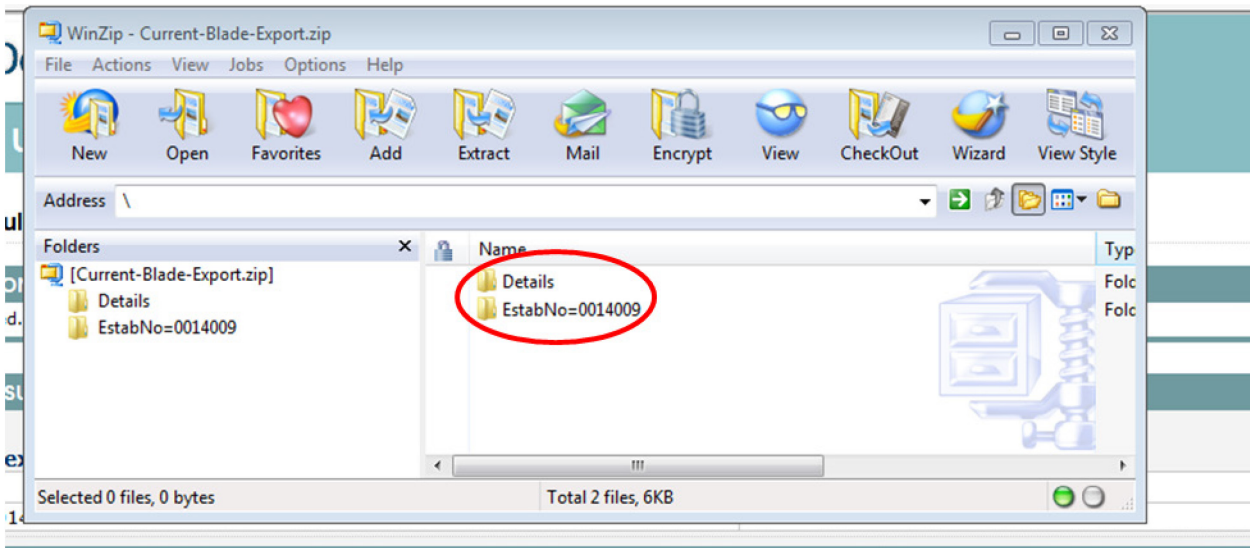 WinZip - Current-Blade-Export.zip
File Actions View Jobs Options Help
New Open Favorites Add Extract Mail Encrypt View CheckOut Wizard View Style
Address \
Folders
[Current-Blade-Export.zip]
Details
EstabNo=0014009
Name Typ
Details Fold
EstabNo=0014009 Fold
Selected 0 files, 0 bytes Total 2 files, 6KB